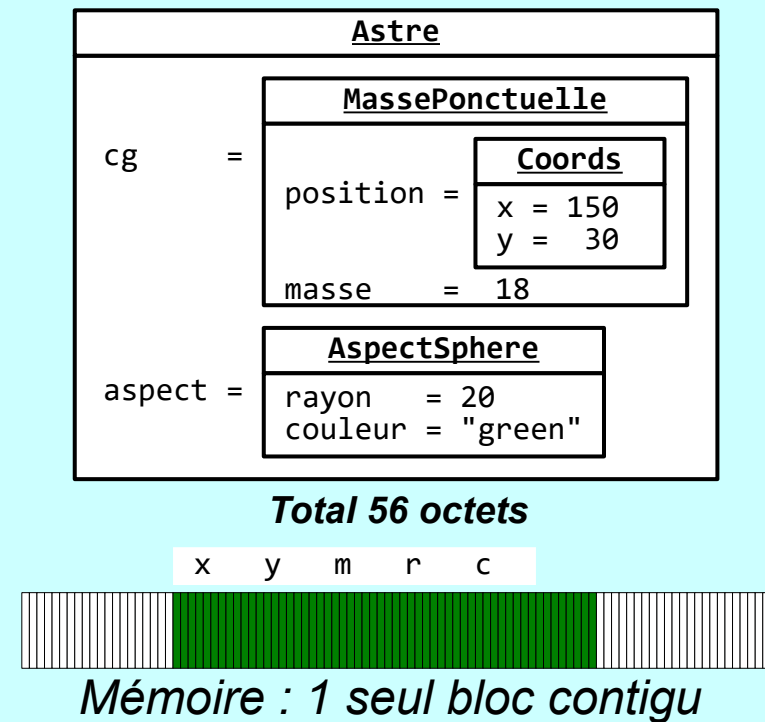 Astre
MassePonctuelle
cg =
Coords
position =
x = 150
y = 30
masse = 18
AspectSphere
aspect =
rayon = 20
couleur = "green"
Total 56 octets
x y m r c
Mémoire : 1 seul bloc contigu